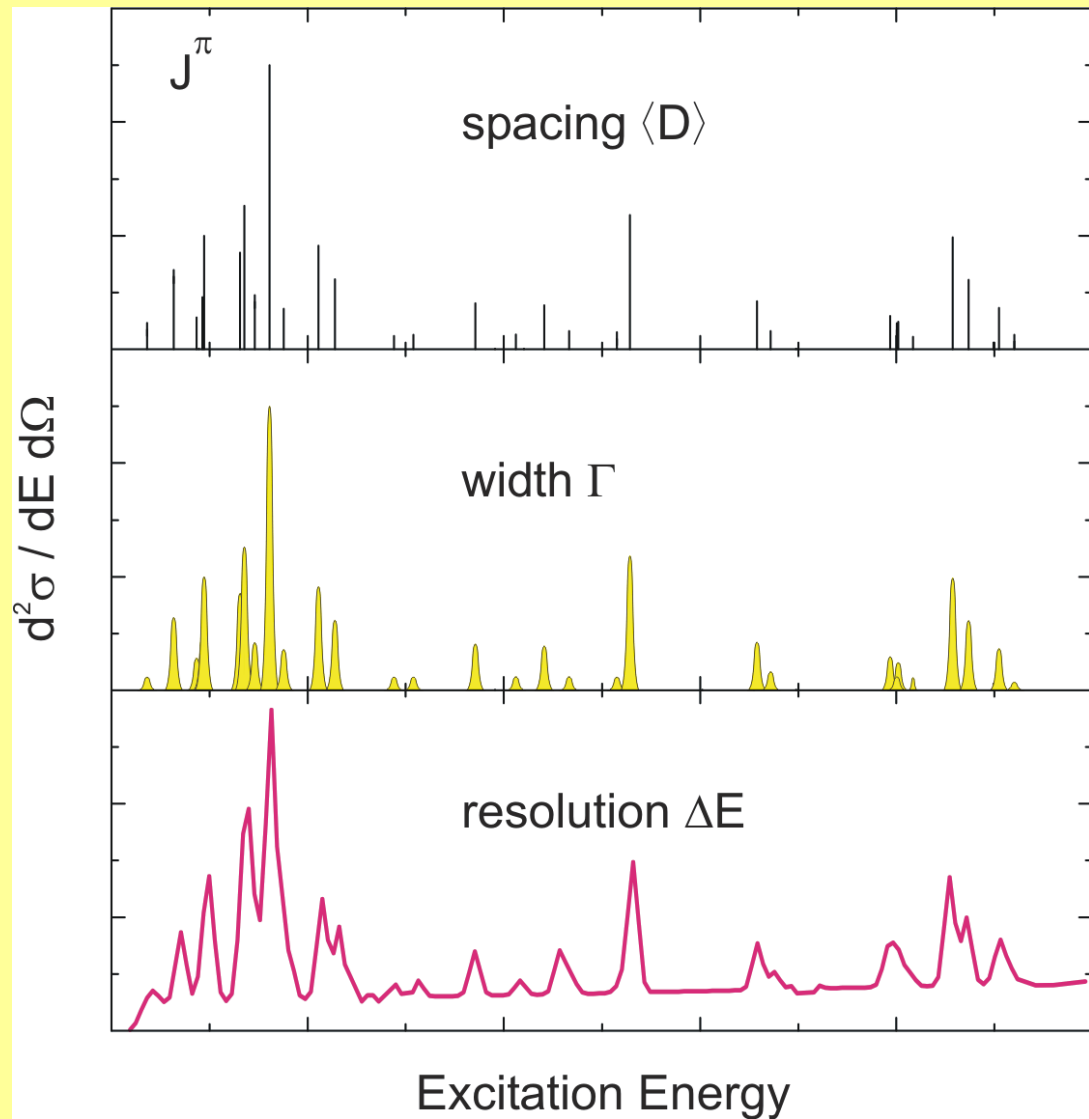 J^π
spacing ⟨D⟩
width Γ
d²σ / dE dΩ
resolution ΔE
Excitation Energy